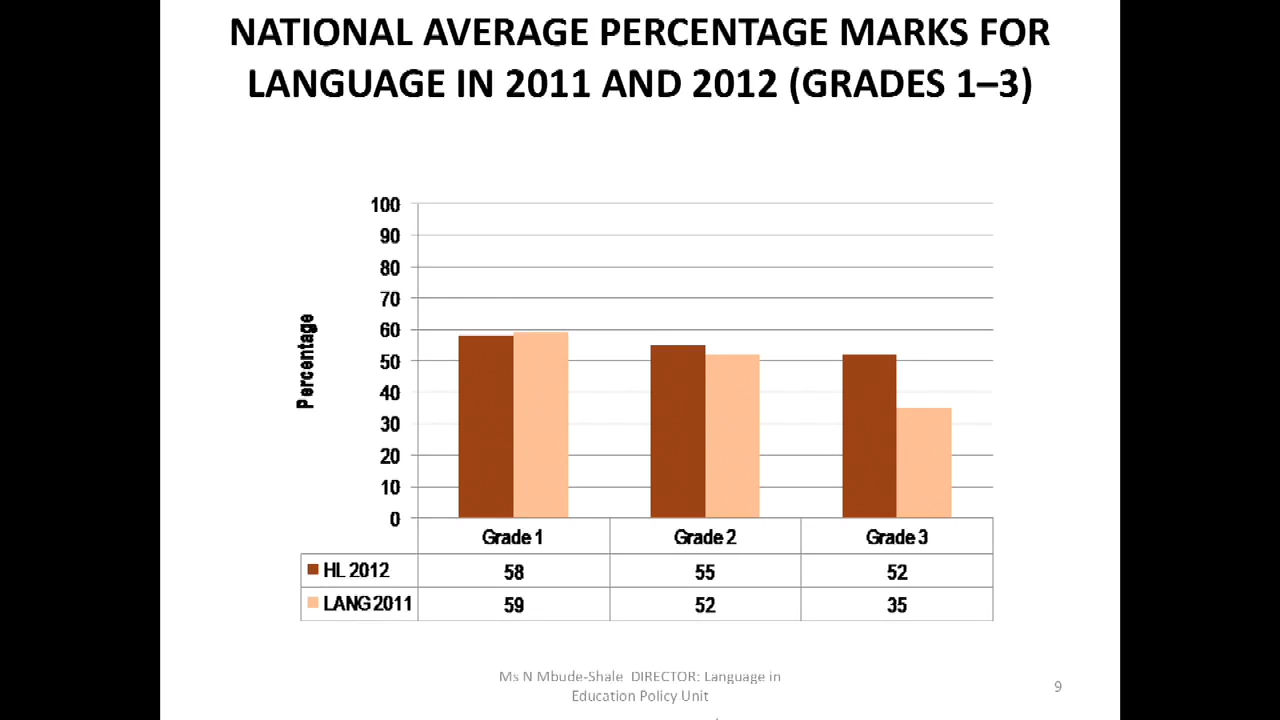 NATIONAL AVERAGE PERCENTAGE MARKS FOR
LANGUAGE IN 2011 AND 2012 (GRADES 1–3)
100
90
80
70
60
50
40
30
20
10
0
Percentage
Grade 1 Grade 2 Grade 3
HL 2012 58 55 52
LANG 2011 59 52 35
Ms N Mbude-Shale DIRECTOR: Language in
Education Policy Unit
9